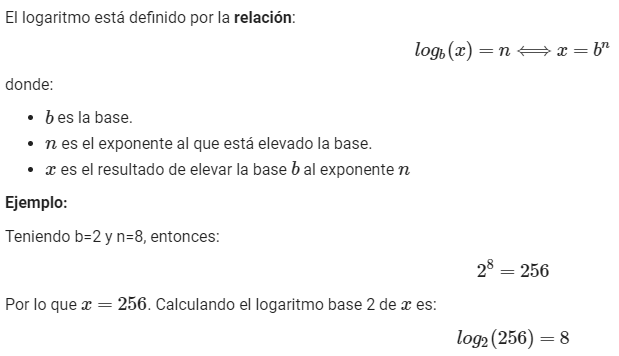 El logaritmo está definido por la relación:
log_b(x) = n ⟺ x = b^n
donde:
• b es la base.
• n es el exponente al que está elevado la base.
• x es el resultado de elevar la base b al exponente n
Ejemplo:
Teniendo b=2 y n=8, entonces:
2^8 = 256
Por lo que x = 256. Calculando el logaritmo base 2 de x es:
log_2(256) = 8